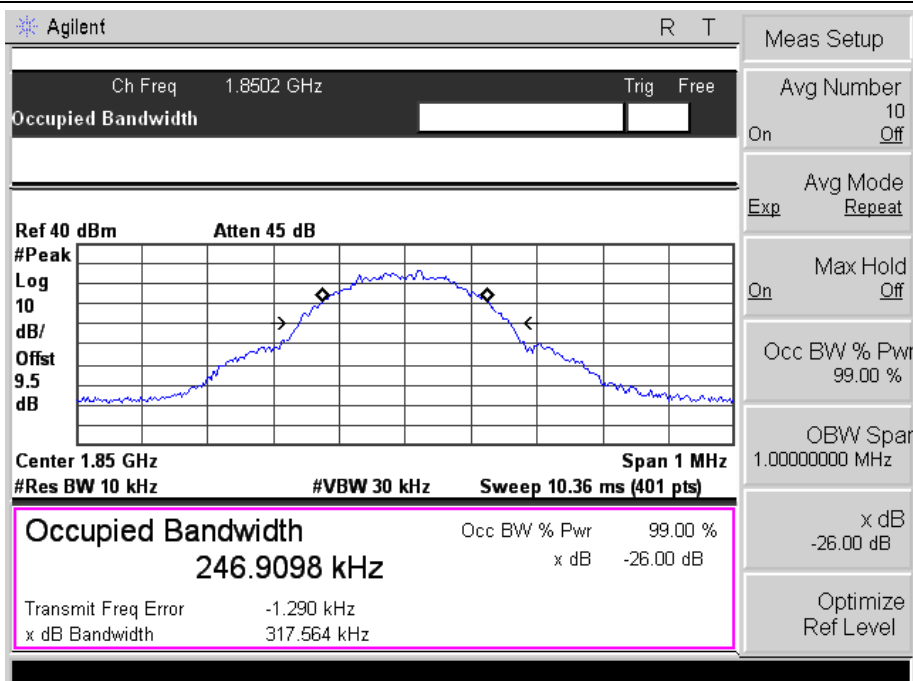 Agilent R T
Ch Freq 1.8502 GHz Trig Free
Occupied Bandwidth
Ref 40 dBm Atten 45 dB
#Peak
Log
10
dB/
Offst
9.5
dB
Center 1.85 GHz Span 1 MHz
#Res BW 10 kHz #VBW 30 kHz Sweep 10.36 ms (401 pts)
Occupied Bandwidth
246.9098 kHz
Occ BW % Pwr 99.00 %
x dB -26.00 dB
Transmit Freq Error -1.290 kHz
x dB Bandwidth 317.564 kHz
Meas Setup
Avg Number
10
On Off
Avg Mode
Exp Repeat
Max Hold
On Off
Occ BW % Pwr
99.00 %
OBW Span
1.00000000 MHz
x dB
-26.00 dB
Optimize
Ref Level